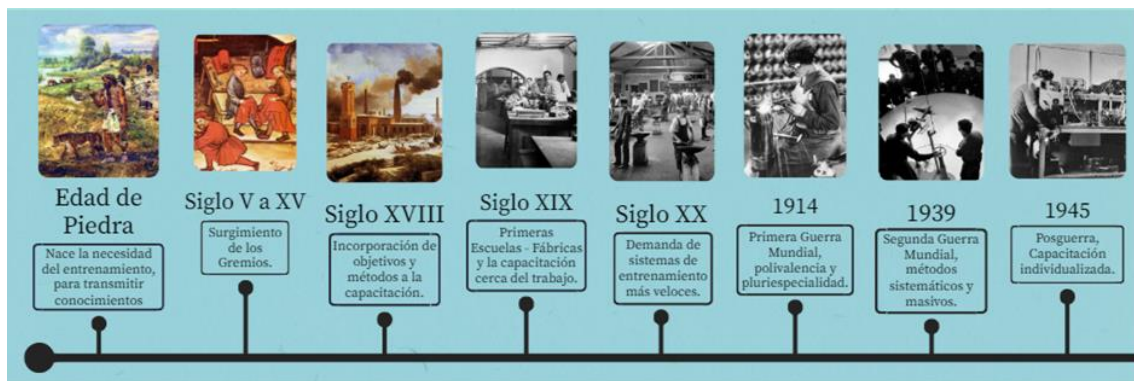 Edad de
Piedra
Nace la necesidad
del entrenamiento,
para transmitir
conocimientos
Siglo V a XV
Surgimiento
de los
Gremios.
Siglo XVIII
Incorporación de
objetivos y
métodos a la
capacitación.
Siglo XIX
Primeras
Escuelas - Fábricas
y la capacitación
cerca del trabajo.
Siglo XX
Demanda de
sistemas de
entrenamiento
más veloces.
1914
Primera Guerra
Mundial,
polivalencia y
pluriespecialidad.
1939
Segunda Guerra
Mundial,
métodos
sistemáticos y
masivos.
1945
Posguerra,
Capacitación
individualizada.